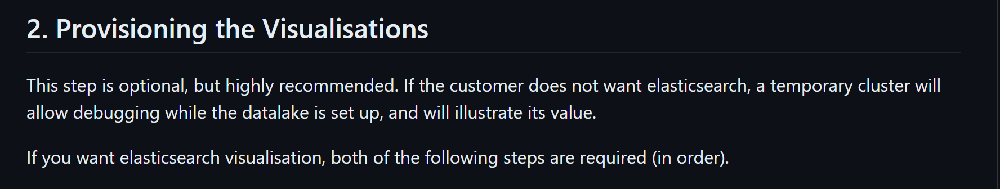 2. Provisioning the Visualisations
This step is optional, but highly recommended. If the customer does not want elasticsearch, a temporary cluster will
allow debugging while the datalake is set up, and will illustrate its value.
If you want elasticsearch visualisation, both of the following steps are required (in order).